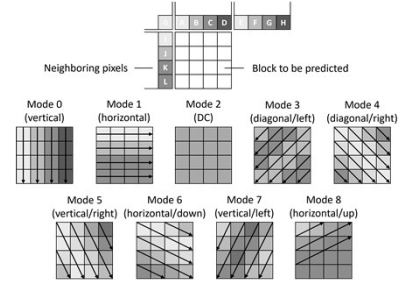 A B C D E F G H
I
J
K
L
Neighboring pixels
Block to be predicted
Mode 0
(vertical)
Mode 1
(horizontal)
Mode 2
(DC)
Mode 3
(diagonal/left)
Mode 4
(diagonal/right)
Mode 5
(vertical/right)
Mode 6
(horizontal/down)
Mode 7
(vertical/left)
Mode 8
(horizontal/up)